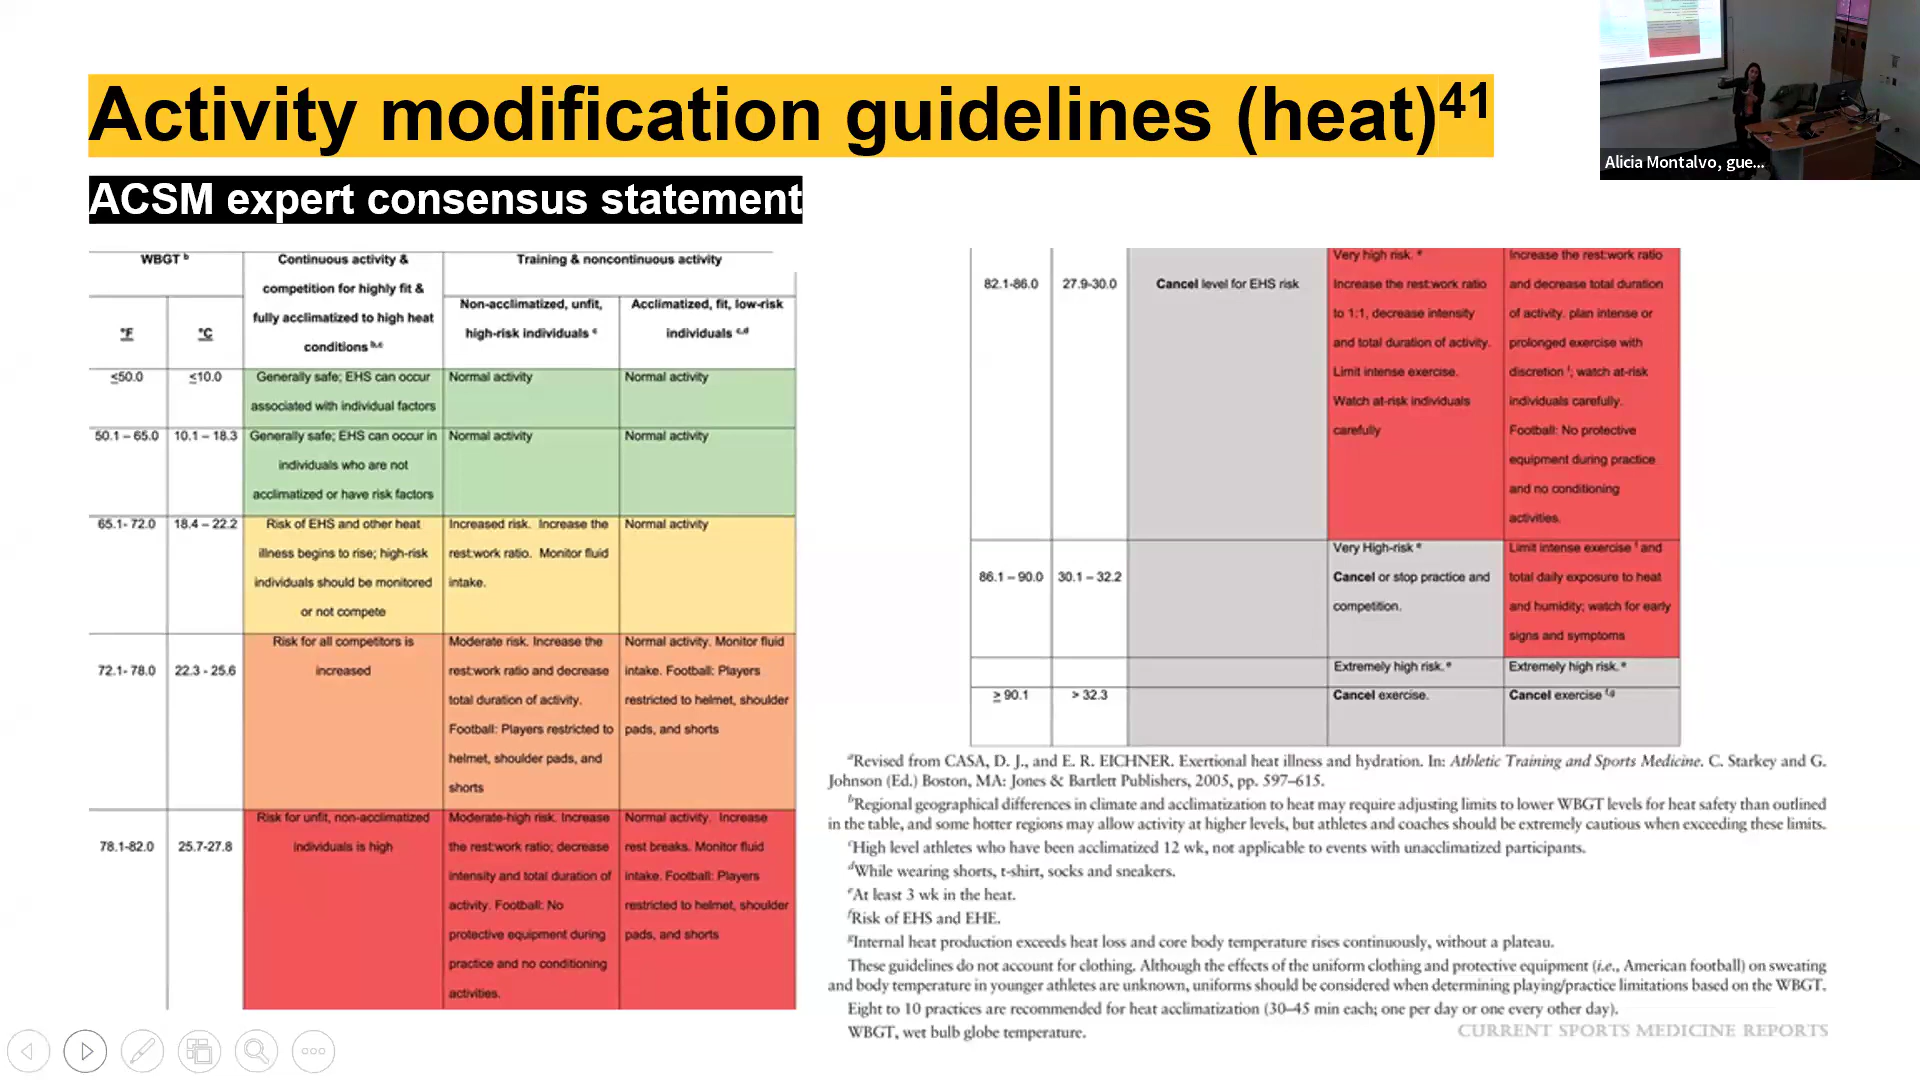 Activity modification guidelines (heat)41
ACSM expert consensus statement
Alicia Montalvo, gue...
WBGT b
Continuous activity &
competition for highly fit &
fully acclimatized to high heat
conditions b,c
Training & noncontinuous activity
°F
°C
Non-acclimatized, unfit,
high-risk individuals c
Acclimatized, fit, low-risk
individuals c,d
≤50.0
≤10.0
Generally safe; EHS can occur
associated with individual factors
Normal activity
Normal activity
50.1 – 65.0
10.1 – 18.3
Generally safe; EHS can occur in
individuals who are not
acclimatized or have risk factors
Normal activity
Normal activity
65.1- 72.0
18.4 – 22.2
Risk of EHS and other heat
illness begins to rise; high-risk
individuals should be monitored
or not compete
Increased risk. Increase the
rest:work ratio. Monitor fluid
intake.
Normal activity
72.1- 78.0
22.3 - 25.6
Risk for all competitors is
increased
Moderate risk. Increase the
rest:work ratio and decrease
total duration of activity.
Football: Players restricted to
helmet, shoulder pads, and
shorts
Normal activity. Monitor fluid
intake. Football: Players
restricted to helmet, shoulder
pads, and shorts
78.1-82.0
25.7-27.8
Risk for unfit, non-acclimatized
individuals is high
Moderate-high risk. Increase
the rest:work ratio; decrease
intensity and total duration of
activity. Football: No
protective equipment during
practice and no conditioning
activities.
Normal activity. Increase
rest breaks. Monitor fluid
intake. Football: Players
restricted to helmet, shoulder
pads, and shorts
82.1-86.0
27.9-30.0
Cancel level for EHS risk
Very high risk. e
Increase the rest:work ratio
to 1:1, decrease intensity
and total duration of activity.
Limit intense exercise.
Watch at-risk individuals
carefully
Increase the rest:work ratio
and decrease total duration
of activity. plan intense or
prolonged exercise with
discretion f; watch at-risk
individuals carefully.
Football: No protective
equipment during practice
and no conditioning
activities.
86.1 – 90.0
30.1 – 32.2
Very High-risk e
Cancel or stop practice and
competition.
Limit intense exercise f and
total daily exposure to heat
and humidity; watch for early
signs and symptoms
≥ 90.1
> 32.3
Extremely high risk. e
Cancel exercise.
Extremely high risk. e
Cancel exercise f,g
aRevised from CASA, D. J., and E. R. EICHNER. Exertional heat illness and hydration. In: Athletic Training and Sports Medicine. C. Starkey and G.
Johnson (Ed.) Boston, MA: Jones & Bartlett Publishers, 2005, pp. 597–615.
bRegional geographical differences in climate and acclimatization to heat may require adjusting limits to lower WBGT levels for heat safety than outlined
in the table, and some hotter regions may allow activity at higher levels, but athletes and coaches should be extremely cautious when exceeding these limits.
cHigh level athletes who have been acclimatized 12 wk, not applicable to events with unacclimatized participants.
dWhile wearing shorts, t-shirt, socks and sneakers.
eAt least 3 wk in the heat.
fRisk of EHS and EHE.
gInternal heat production exceeds heat loss and core body temperature rises continuously, without a plateau.
These guidelines do not account for clothing. Although the effects of the uniform clothing and protective equipment (i.e., American football) on sweating
and body temperature in younger athletes are unknown, uniforms should be considered when determining playing/practice limitations based on the WBGT.
Eight to 10 practices are recommended for heat acclimatization (30–45 min each; one per day or one every other day).
WBGT, wet bulb globe temperature.
CURRENT SPORTS MEDICINE REPORTS